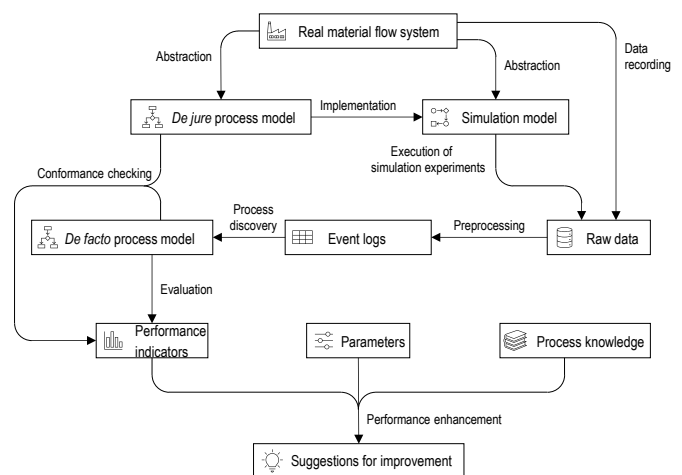 Real material flow system
Abstraction
Abstraction
Data
recording
De jure process model
Implementation
Simulation model
Conformance checking
Execution of
simulation experiments
De facto process model
Process
discovery
Event logs
Preprocessing
Raw data
Evaluation
Performance
indicators
Parameters
Process knowledge
Performance enhancement
Suggestions for improvement